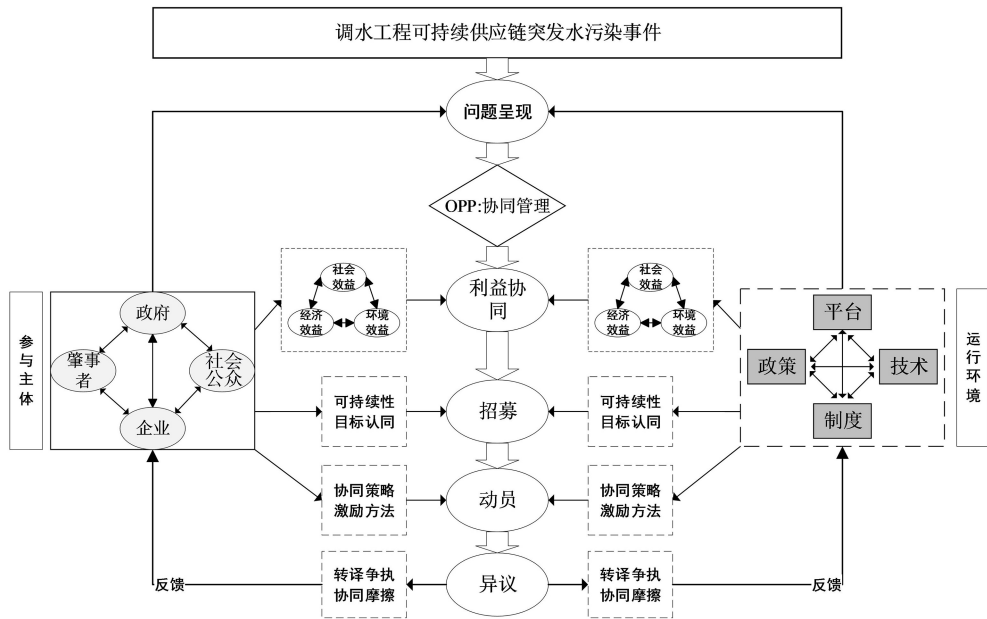 调水工程可持续供应链突发水污染事件
问题呈现
OPP:协同管理
社会
效益
经济
效益
环境
效益
利益协
同
社会
效益
经济
效益
环境
效益
参与主体
政府
肇事
者
社会
公众
企业
平台
政策
技术
制度
运行环境
可持续性
目标认同
招募
可持续性
目标认同
协同策略
激励方法
动员
协同策略
激励方法
反馈
转译争执
协同摩擦
异议
转译争执
协同摩擦
反馈